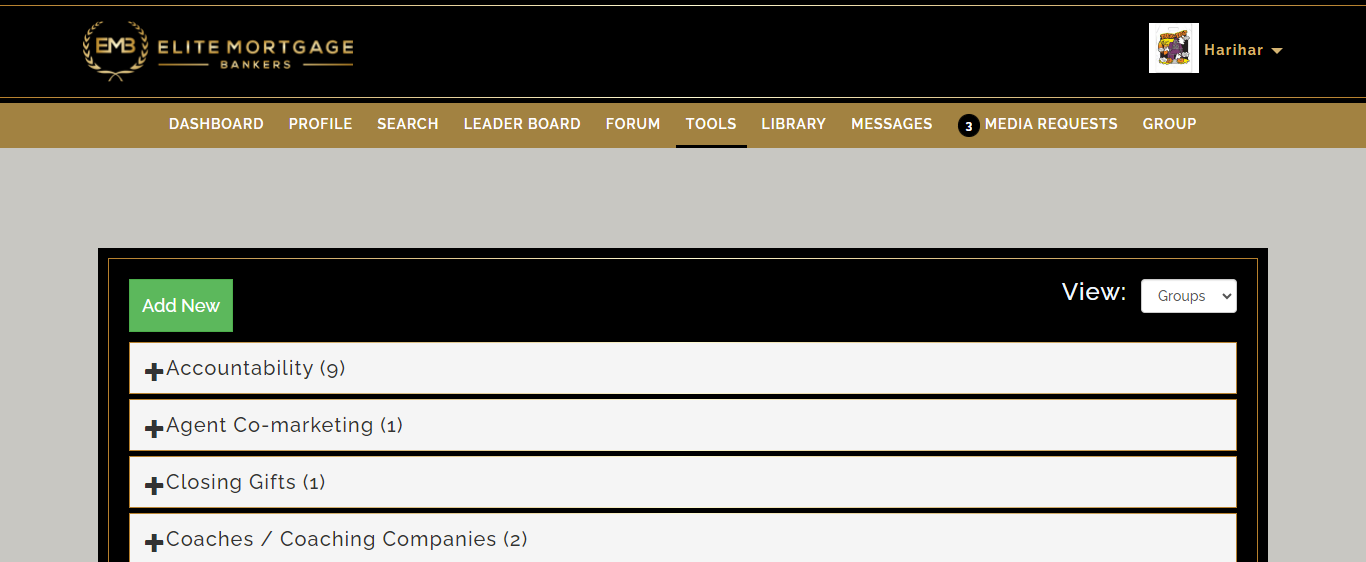 EMB ELITE MORTGAGE
BANKERS
Harihar
DASHBOARD PROFILE SEARCH LEADER BOARD FORUM TOOLS LIBRARY MESSAGES 3 MEDIA REQUESTS GROUP
Add New
View: Groups
Accountability (9)
Agent Co-marketing (1)
Closing Gifts (1)
Coaches / Coaching Companies (2)